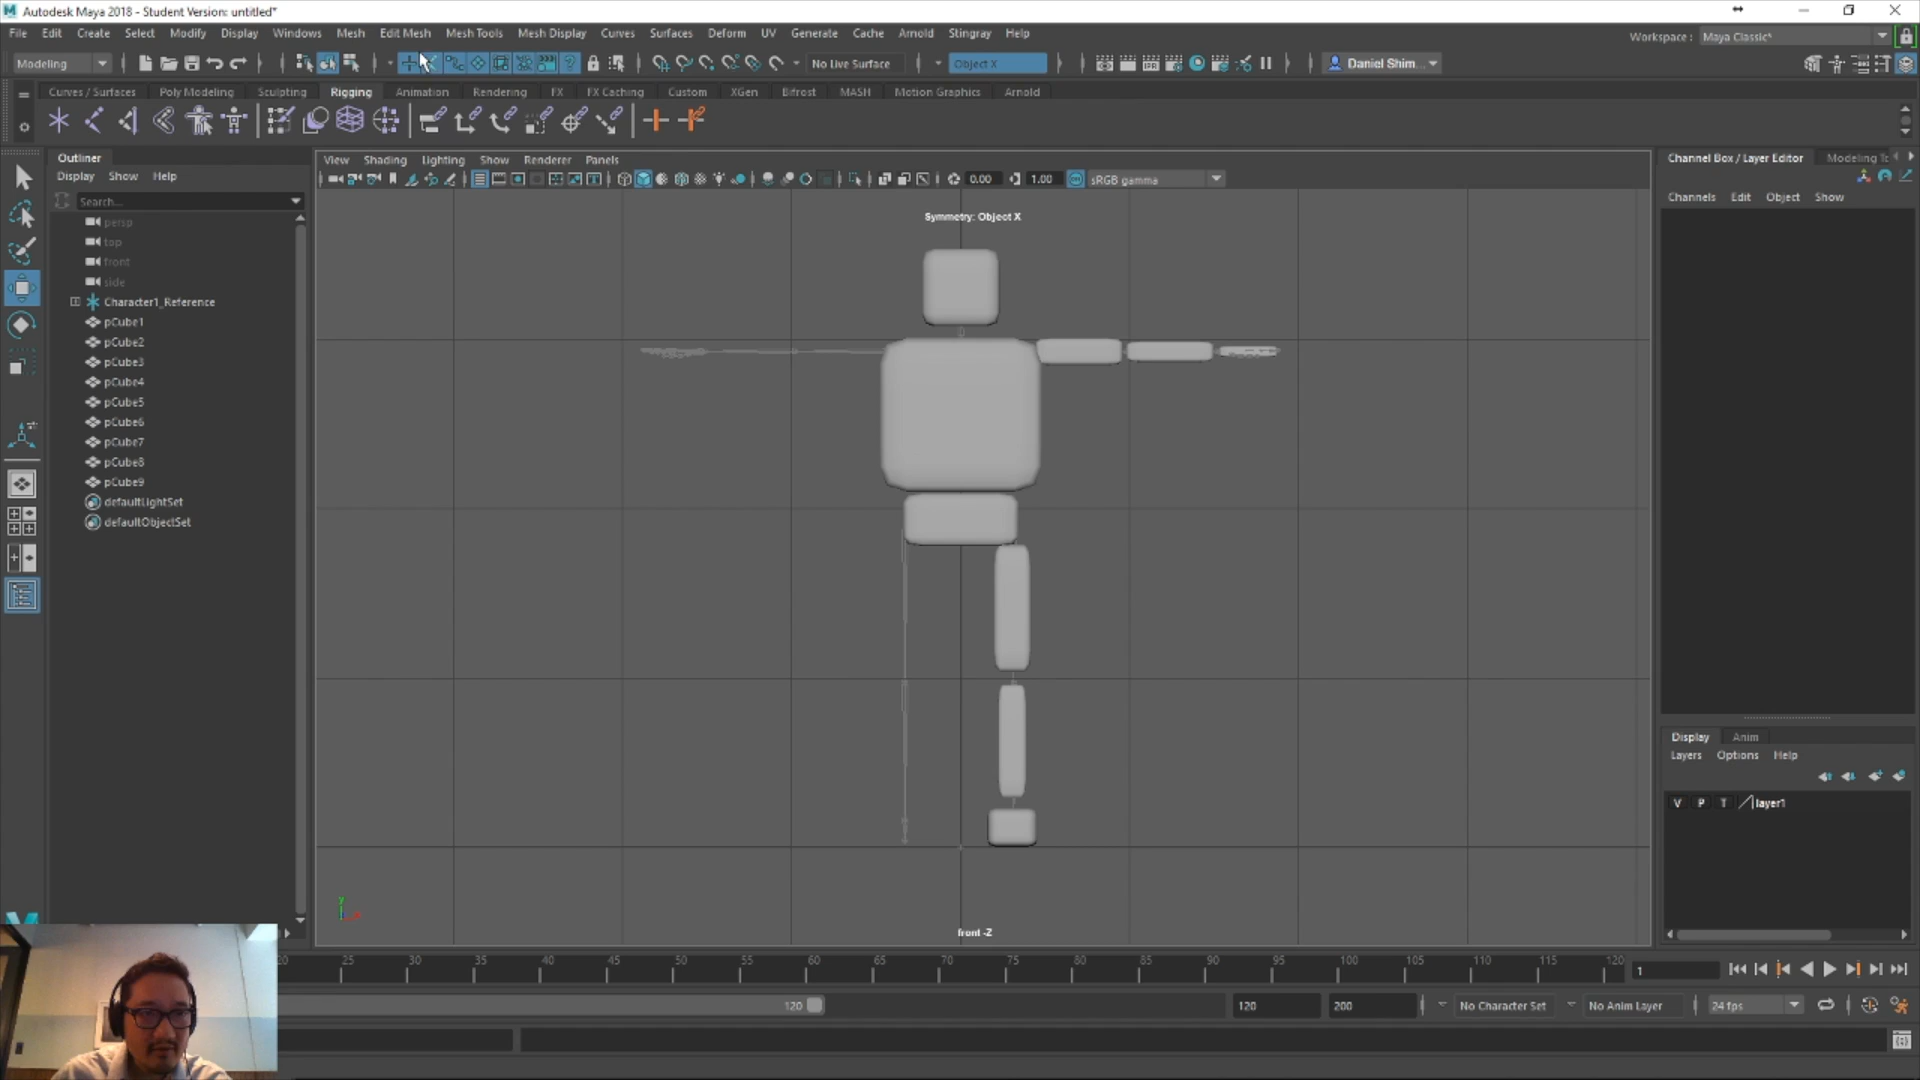 Autodesk Maya 2018 - Student Version: untitled*
File Edit Create Select Modify Display Windows Mesh Edit Mesh Mesh Tools Mesh Display Curves Surfaces Deform UV Generate Cache Arnold Stingray Help
Workspace : Maya Classic*
Modeling No Live Surface Object X Daniel Shim...
Curves / Surfaces Poly Modeling Sculpting Rigging Animation Rendering FX FX Caching Custom XGen Bifrost MASH Motion Graphics Arnold
Outliner
Display Show Help
Search...
persp
top
front
side
Character1_Reference
pCube1
pCube2
pCube3
pCube4
pCube5
pCube6
pCube7
pCube8
pCube9
defaultLightSet
defaultObjectSet
View Shading Lighting Show Renderer Panels
0.00 1.00 sRGB gamma
Symmetry: Object X
y
front -Z
Channel Box / Layer Editor Modeling To
Channels Edit Object Show
Display Anim
Layers Options Help
V P T layer1
20 25 30 35 40 45 50 55 60 65 70 75 80 85 90 95 100 105 110 115 120
1
120 120 200 No Character Set No Anim Layer 24 fps